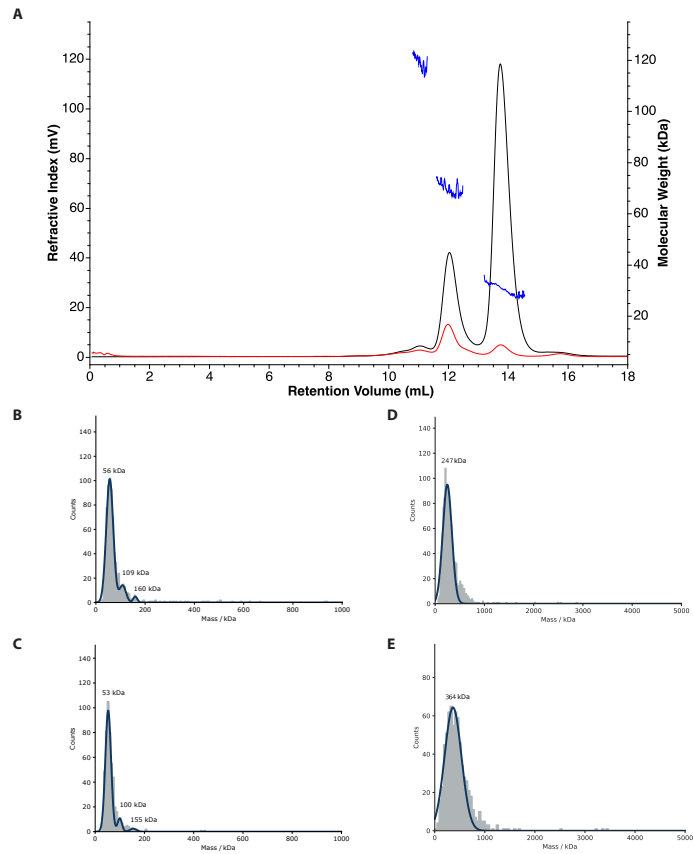 A
Refractive Index (mV)
120
100
80
60
40
20
0
120
100
80
60
40
20
Molecular Weight (kDa)
0 2 4 6 8 10 12 14 16 18
Retention Volume (mL)
B
140
120
100
80
60
40
20
0
Counts
56 kDa
109 kDa
160 kDa
0 200 400 600 800 1000
Mass / kDa
D
140
120
100
80
60
40
20
0
Counts
247 kDa
0 1000 2000 3000 4000 5000
Mass / kDa
C
140
120
100
80
60
40
20
0
Counts
53 kDa
100 kDa
155 kDa
0 200 400 600 800 1000
Mass / kDa
E
80
60
40
20
0
Counts
364 kDa
0 1000 2000 3000 4000 5000
Mass / kDa